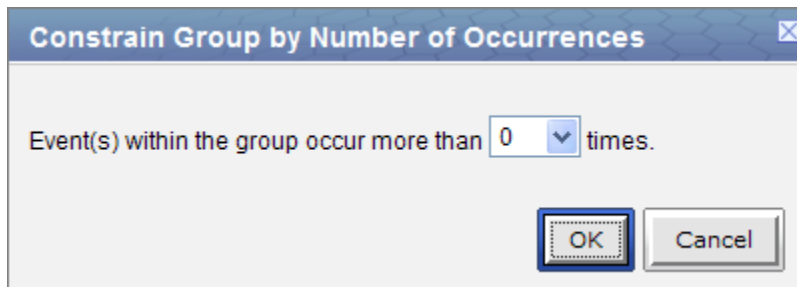 Constrain Group by Number of Occurrences
Event(s) within the group occur more than 0 times.
OK Cancel